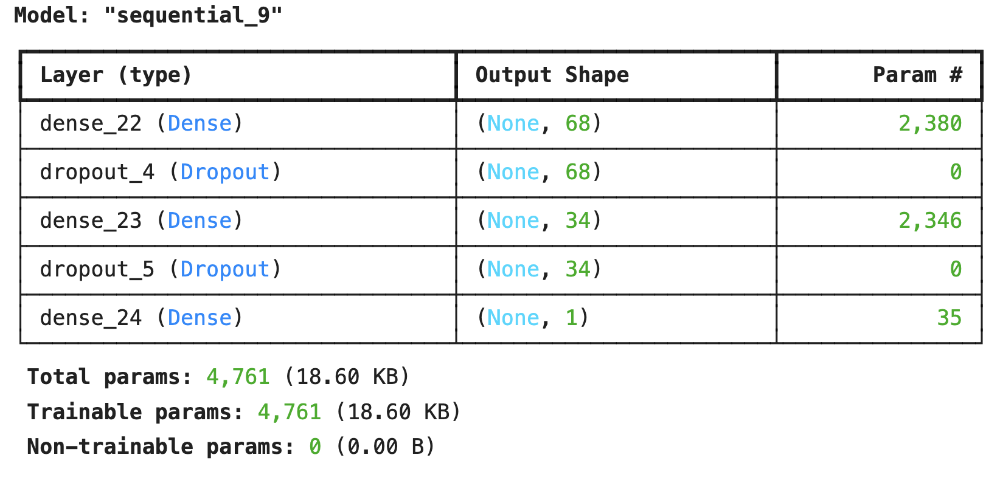 Model: "sequential_9"
Layer (type) Output Shape Param #
dense_22 (Dense) (None, 68) 2,380
dropout_4 (Dropout) (None, 68) 0
dense_23 (Dense) (None, 34) 2,346
dropout_5 (Dropout) (None, 34) 0
dense_24 (Dense) (None, 1) 35
Total params: 4,761 (18.60 KB)
Trainable params: 4,761 (18.60 KB)
Non-trainable params: 0 (0.00 B)